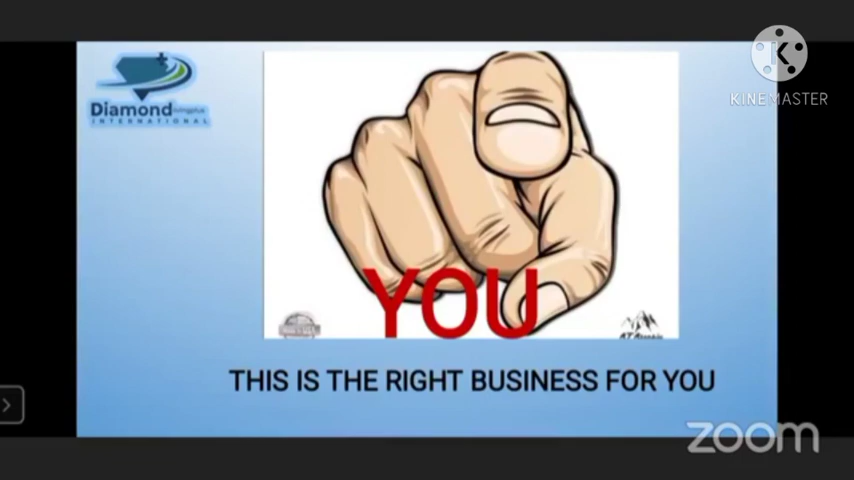 Diamond
INTERNATIONAL
KINEMASTER
YOU
THIS IS THE RIGHT BUSINESS FOR YOU
zoom